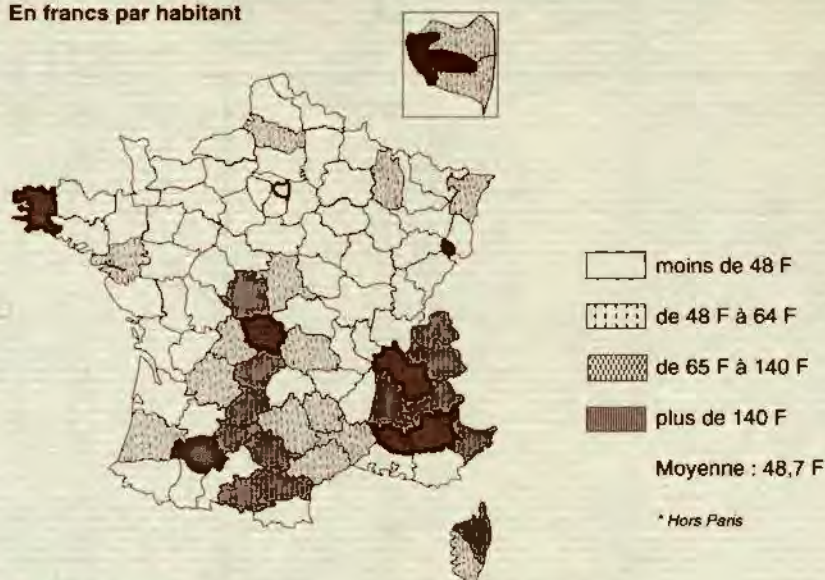 En francs par habitant
moins de 48 F
de 48 F à 64 F
de 65 F à 140 F
plus de 140 F
Moyenne : 48,7 F
* Hors Paris